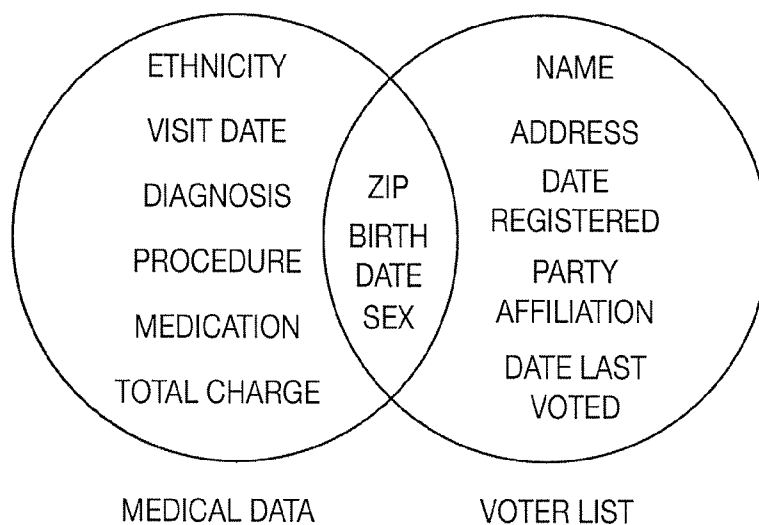 ETHNICITY
VISIT DATE
DIAGNOSIS
PROCEDURE
MEDICATION
TOTAL CHARGE
ZIP
BIRTH
DATE
SEX
NAME
ADDRESS
DATE
REGISTERED
PARTY
AFFILIATION
DATE LAST
VOTED
MEDICAL DATA
VOTER LIST